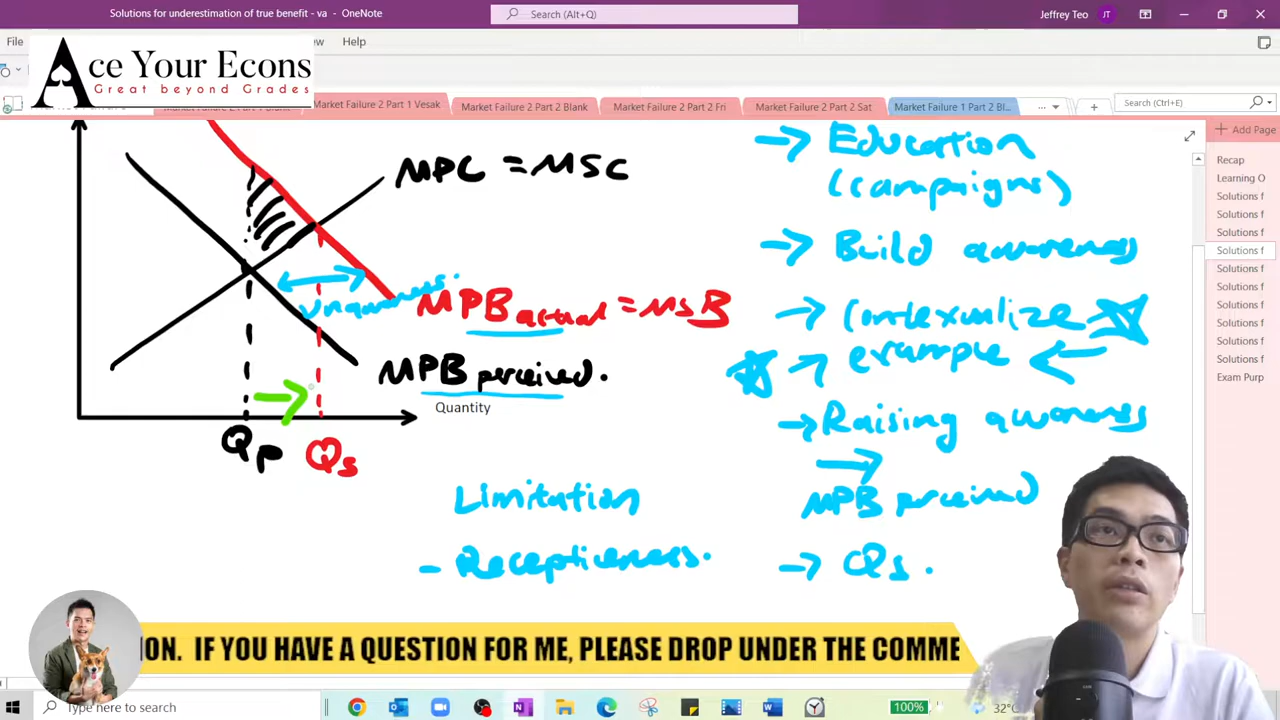 Solutions for underestimation of true benefit - va - OneNote
Search (Alt+Q)
Jeffrey Teo
JT
File
Help
Ace Your Econs
Great beyond Grades
Market Failure 2 Part 1 Vesak
Market Failure 2 Part 2 Blank
Market Failure 2 Part 2 Fri
Market Failure 2 Part 2 Sat
Market Failure 1 Part 2 Bl...
Search (Ctrl+E)
Add Page
Recap
Learning O
Solutions f
Solutions f
Solutions f
Solutions f
Solutions f
Solutions f
Solutions f
Solutions f
Solutions f
Exam Purp
MPC = MSC
MPB actual = MSB
MPB perceived.
Quantity
Qp
Qs
→ Education
(campaigns)
→ Build awareness
→ Contexualize
→ example
→ Raising awareness
→
MPB perceived
→ Qs.
Limitation
- Receptiveness.
ION. IF YOU HAVE A QUESTION FOR ME, PLEASE DROP UNDER THE COMME
Type here to search
100%
32°C